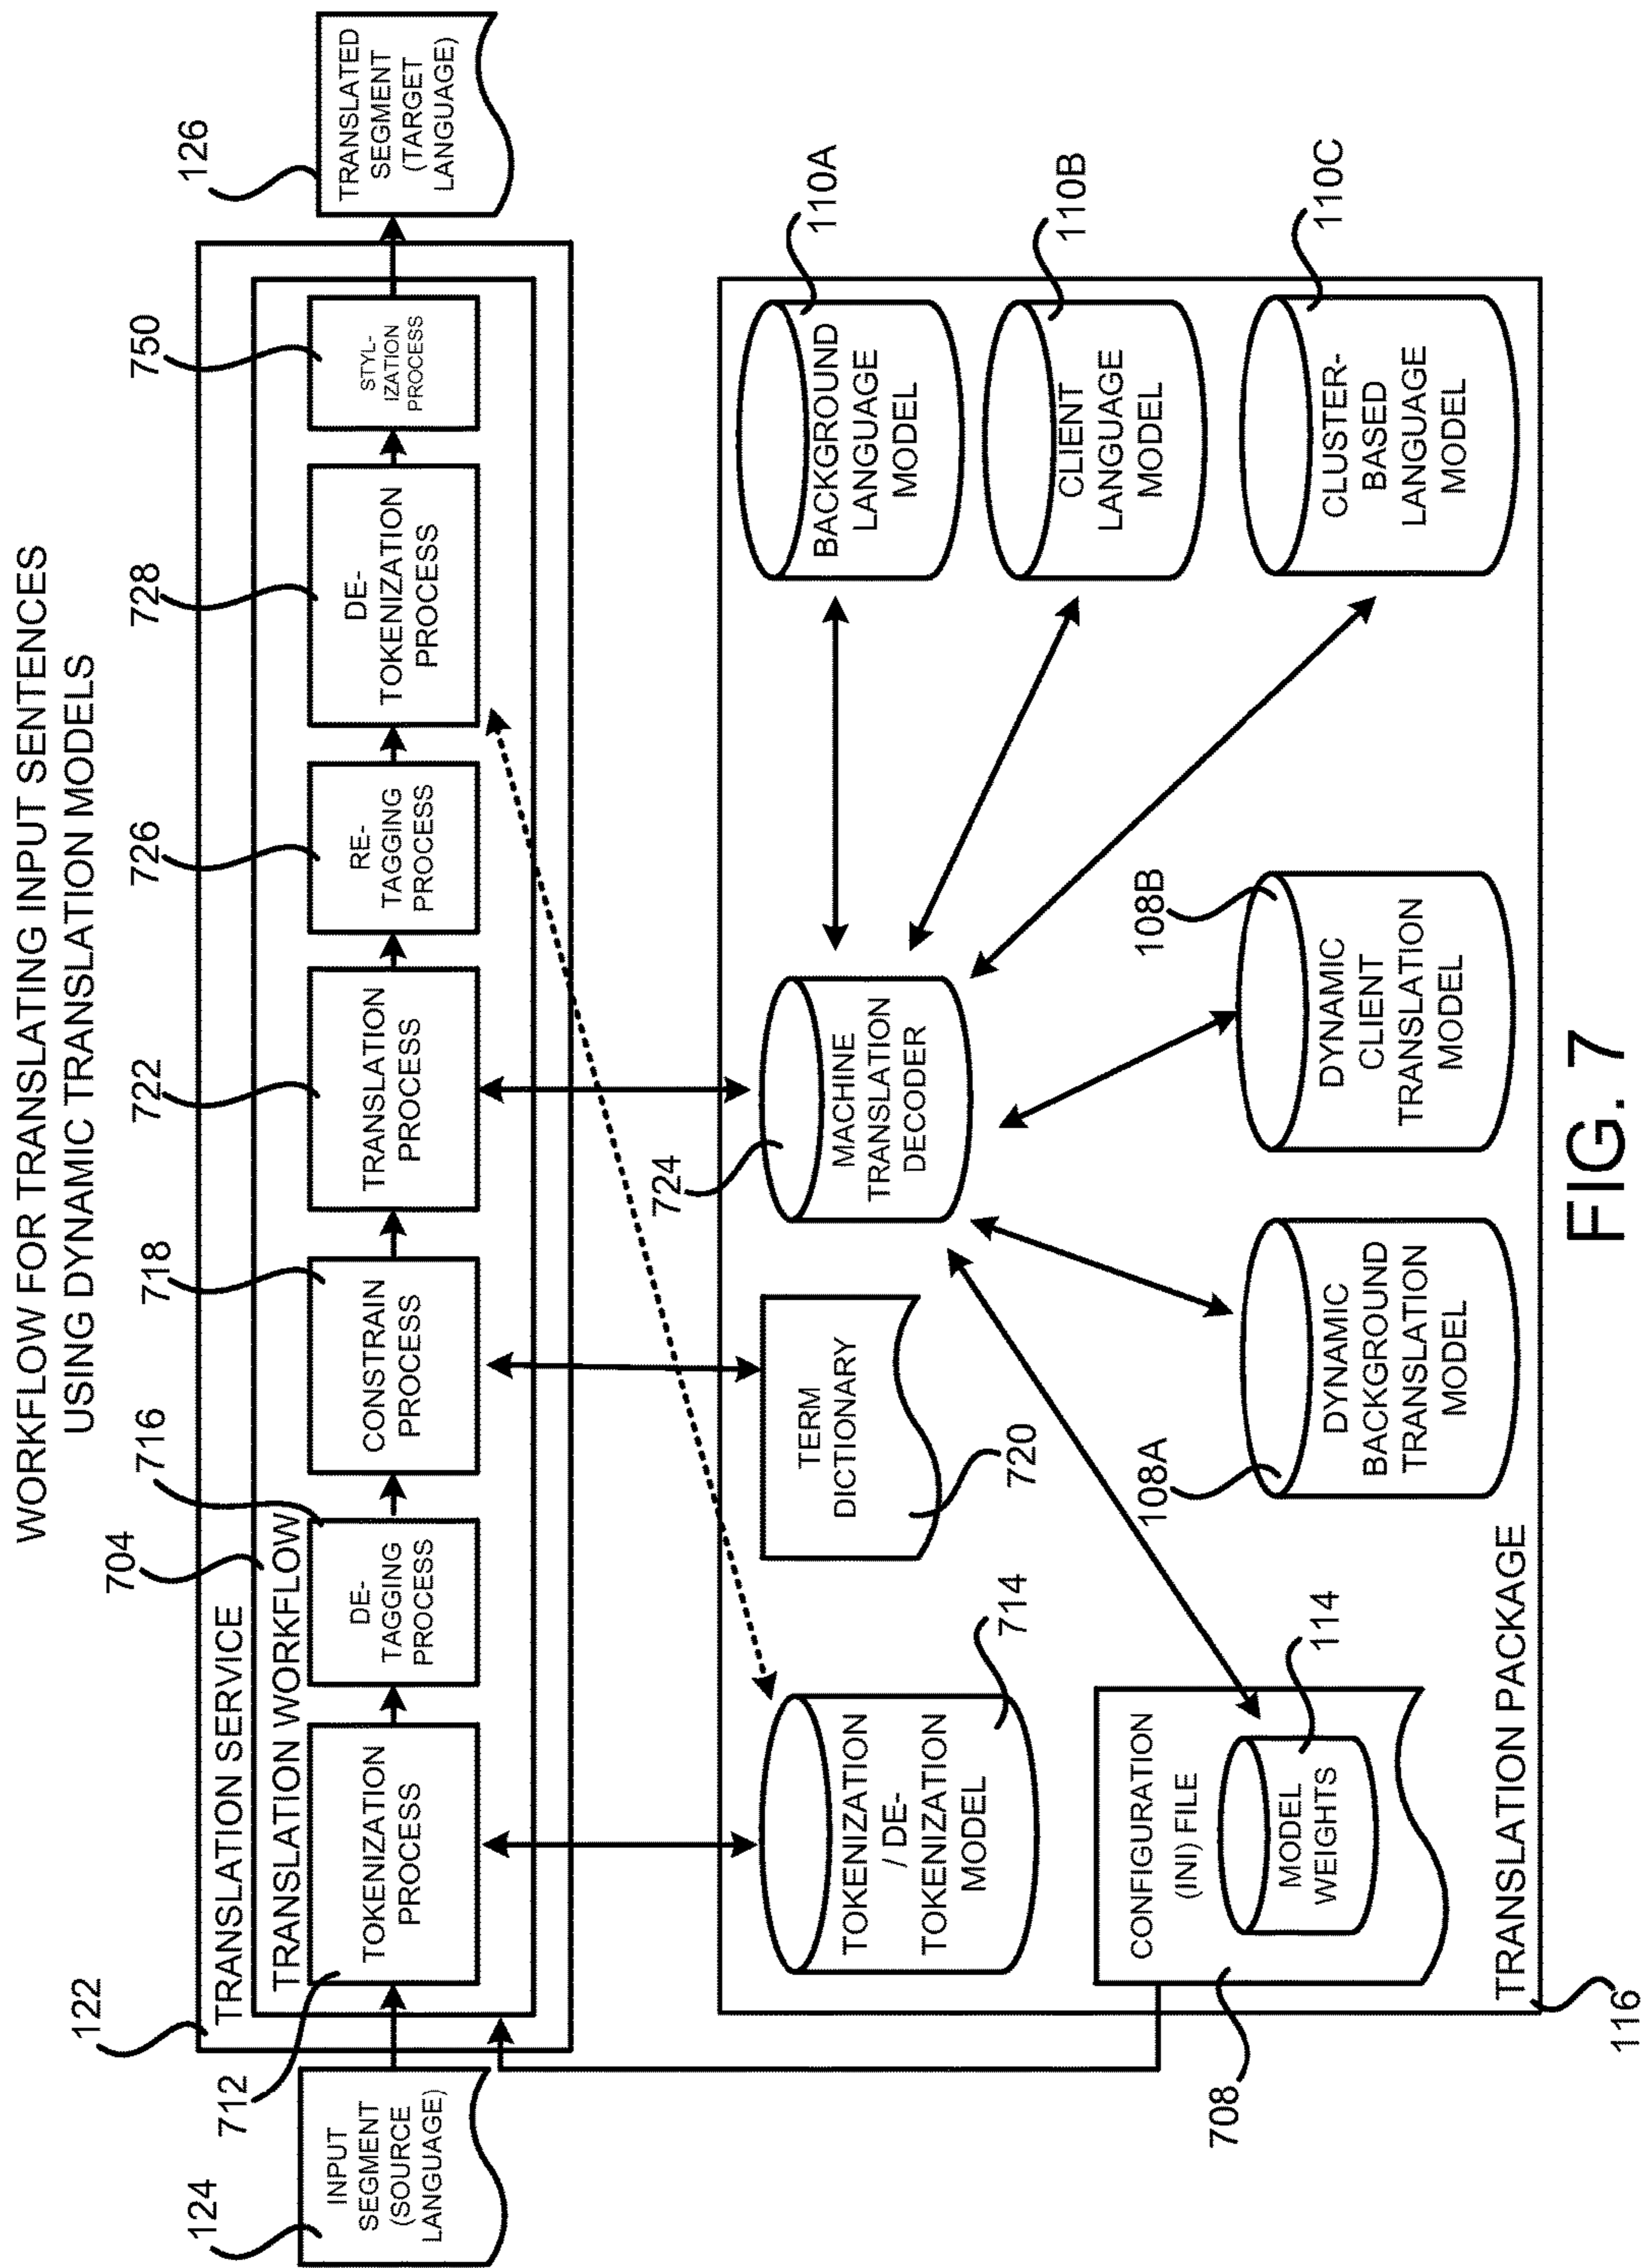 WORKFLOW FOR TRANSLATING INPUT SENTENCES
USING DYNAMIC TRANSLATION MODELS
122
TRANSLATION SERVICE
704
TRANSLATION WORKFLOW
124
INPUT
SEGMENT
(SOURCE
LANGUAGE)
712
TOKENIZATION
PROCESS
716
DE-
TAGGING
PROCESS
718
CONSTRAIN
PROCESS
722
TRANSLATION
PROCESS
726
RE-
TAGGING
PROCESS
728
DE-
TOKENIZATION
PROCESS
750
STYL-
IZATION
PROCESS
126
TRANSLATED
SEGMENT
(TARGET
LANGUAGE)
TOKENIZATION
/ DE-
TOKENIZATION
MODEL
714
TERM
DICTIONARY
720
724
MACHINE
TRANSLATION
DECODER
BACKGROUND
LANGUAGE
MODEL
110A
CLIENT
LANGUAGE
MODEL
110B
CLUSTER-
BASED
LANGUAGE
MODEL
110C
708
CONFIGURATION
(INI) FILE
MODEL
WEIGHTS
114
108A
DYNAMIC
BACKGROUND
TRANSLATION
MODEL
108B
DYNAMIC
CLIENT
TRANSLATION
MODEL
TRANSLATION PACKAGE
116
FIG. 7